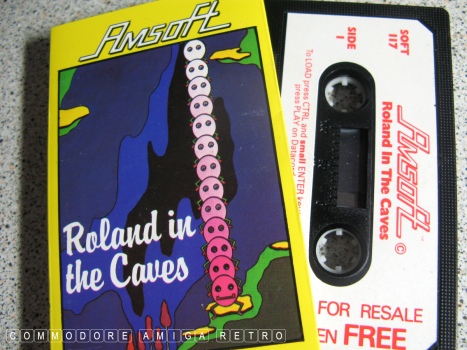 Amsoft
Roland in
the Caves
SOFT
117
SIDE
1
Amsoft ©
Roland In The Caves
To LOAD press CTRL and small ENTER
press PLAY on
FOR RESALE
EN FREE
COMMODORE AMIGA RETRO